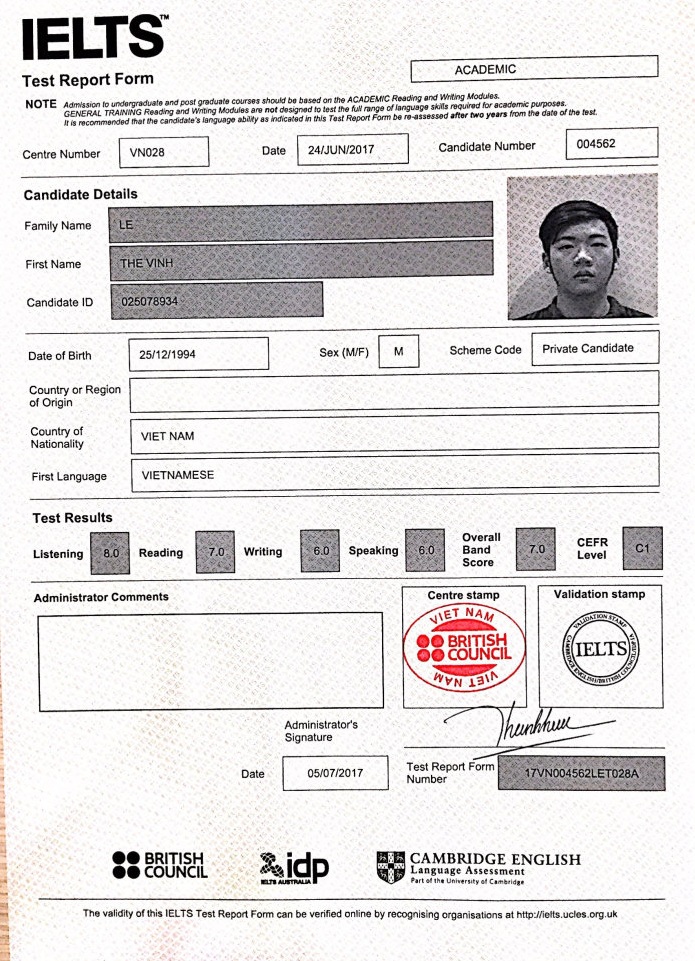 IELTS™
Test Report Form
ACADEMIC
NOTE Admission to undergraduate and post graduate courses should be based on the ACADEMIC Reading and Writing Modules.
GENERAL TRAINING Reading and Writing Modules are not designed to test the full range of language skills required for academic purposes.
It is recommended that the candidate's language ability as indicated in this Test Report Form be re-assessed after two years from the date of the test.
Centre Number VN028 Date 24/JUN/2017 Candidate Number 004562
Candidate Details
Family Name LE
First Name THE VINH
Candidate ID 025078934
Date of Birth 25/12/1994 Sex (M/F) M Scheme Code Private Candidate
Country or Region
of Origin
Country of
Nationality VIET NAM
First Language VIETNAMESE
Test Results
Listening 8.0 Reading 7.0 Writing 6.0 Speaking 6.0 Overall Band Score 7.0 CEFR Level C1
Administrator Comments
Centre stamp
VIET NAM
BRITISH
COUNCIL
VIET NAM
Validation stamp
VALIDATION STAMP
IELTS
Administrator's
Signature
Date 05/07/2017
Test Report Form
Number 17VN004562LET028A
BRITISH
COUNCIL
idp
IELTS AUSTRALIA
CAMBRIDGE ENGLISH
Language Assessment
Part of the University of Cambridge
The validity of this IELTS Test Report Form can be verified online by recognising organisations at http://ielts.ucles.org.uk